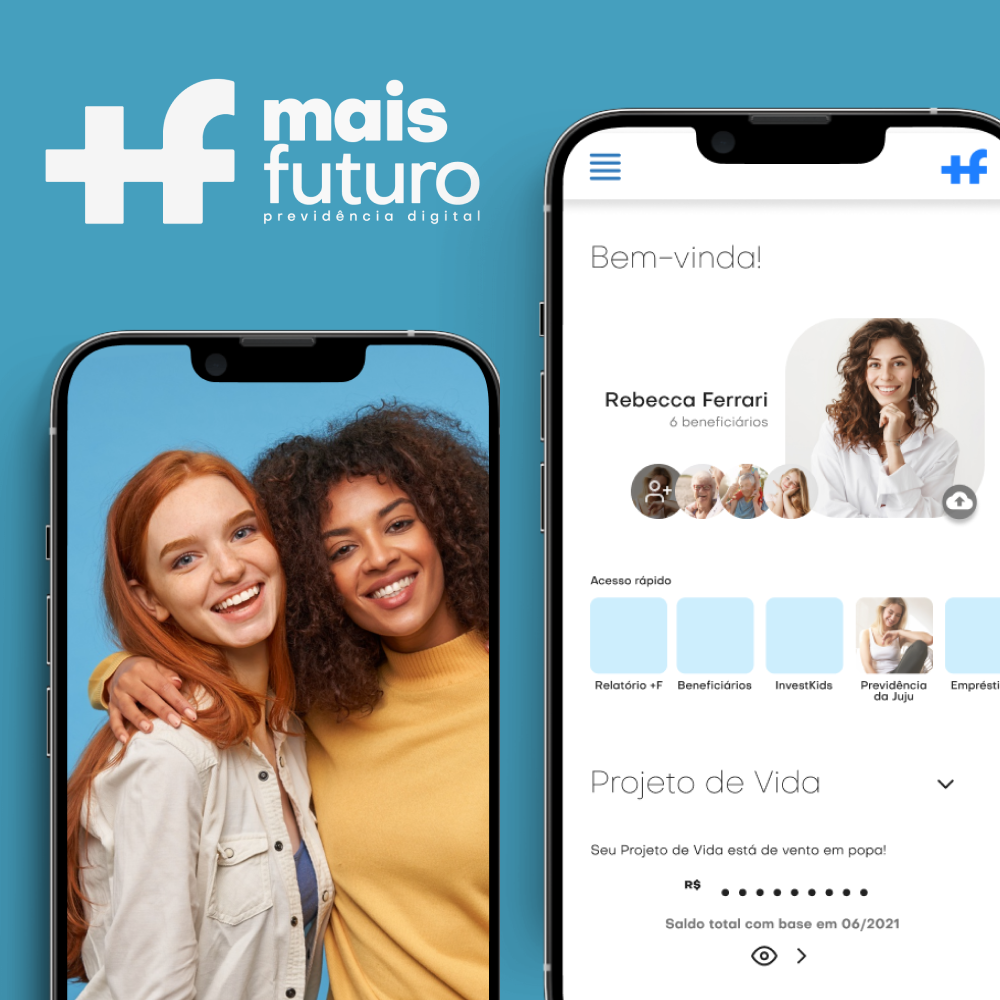 mais
futuro
previdência digital
Bem-vinda!
Rebecca Ferrari
6 beneficiários
Acesso rápido
Relatório +F
Beneficiários
InvestKids
Previdência
da Juju
Emprésti
Projeto de Vida
Seu Projeto de Vida está de vento em popa!
R$
Saldo total com base em 06/2021